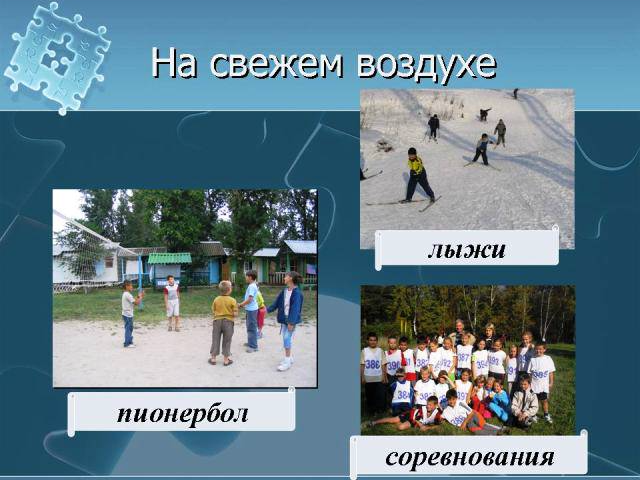 На свежем воздухе
лыжи
пионербол
соревнования